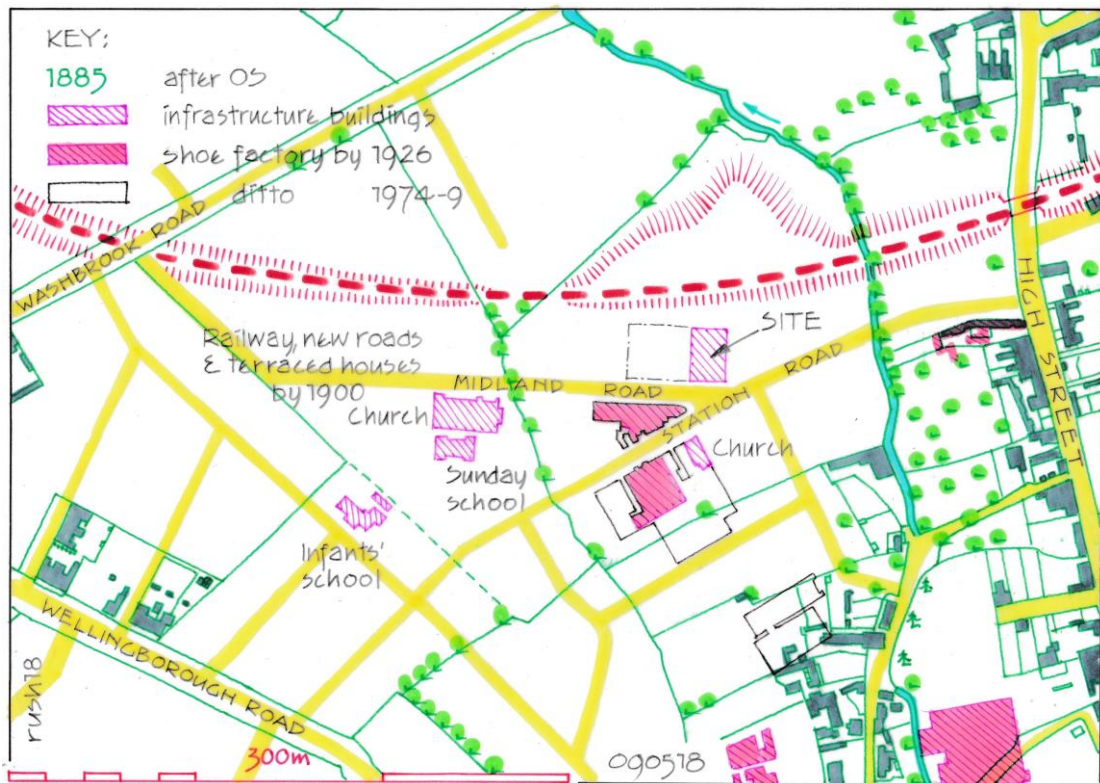 KEY:
1885 after OS
infrastructure buildings
shoe factory by 1926
ditto 1974-9
WASHBROOK ROAD
HIGH STREET
SITE
Railway, new roads
& terraced houses
by 1900
MIDLAND ROAD
STATION ROAD
Church
Church
Sunday
school
Infants'
school
WELLINGBOROUGH ROAD
rush18
300m
090518